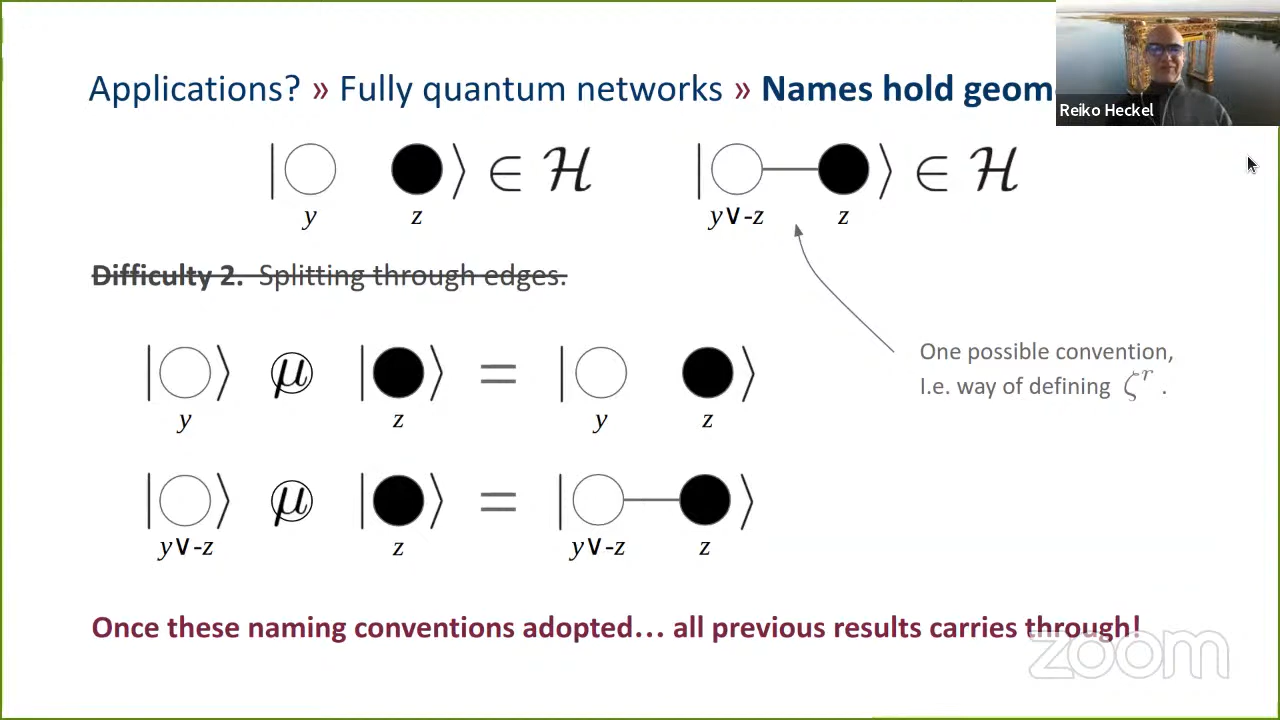 Applications? » Fully quantum networks » Names hold geom
Reiko Heckel
| ⟩ ∈ ℋ | ⟩ ∈ ℋ
y z y∨-z z
Difficulty 2. Splitting through edges.
| ⟩ μ | ⟩ = | ⟩
y z y z
One possible convention,
I.e. way of defining ζʳ .
| ⟩ μ | ⟩ = | ⟩
y∨-z z y∨-z z
Once these naming conventions adopted… all previous results carries through!
zoom